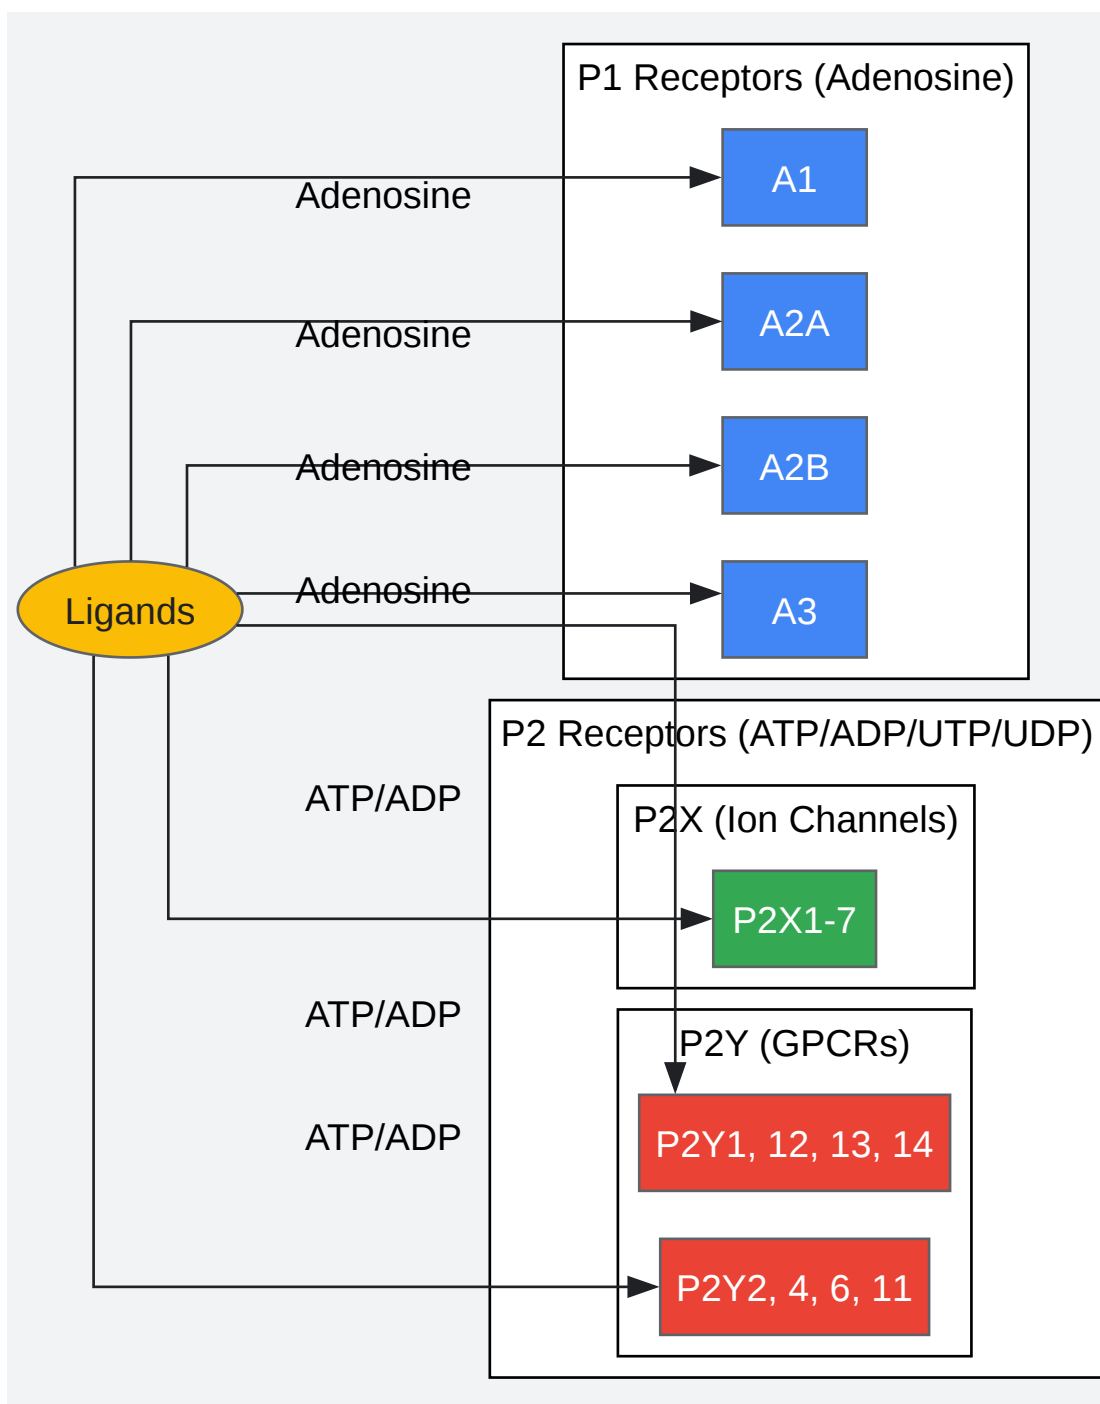 P1 Receptors (Adenosine)
A1
Adenosine
A2A
Adenosine
A2B
Adenosine
A3
Adenosine
Ligands
P2 Receptors (ATP/ADP/UTP/UDP)
ATP/ADP
P2X (Ion Channels)
P2X1-7
ATP/ADP
P2Y (GPCRs)
ATP/ADP
P2Y1, 12, 13, 14
P2Y2, 4, 6, 11